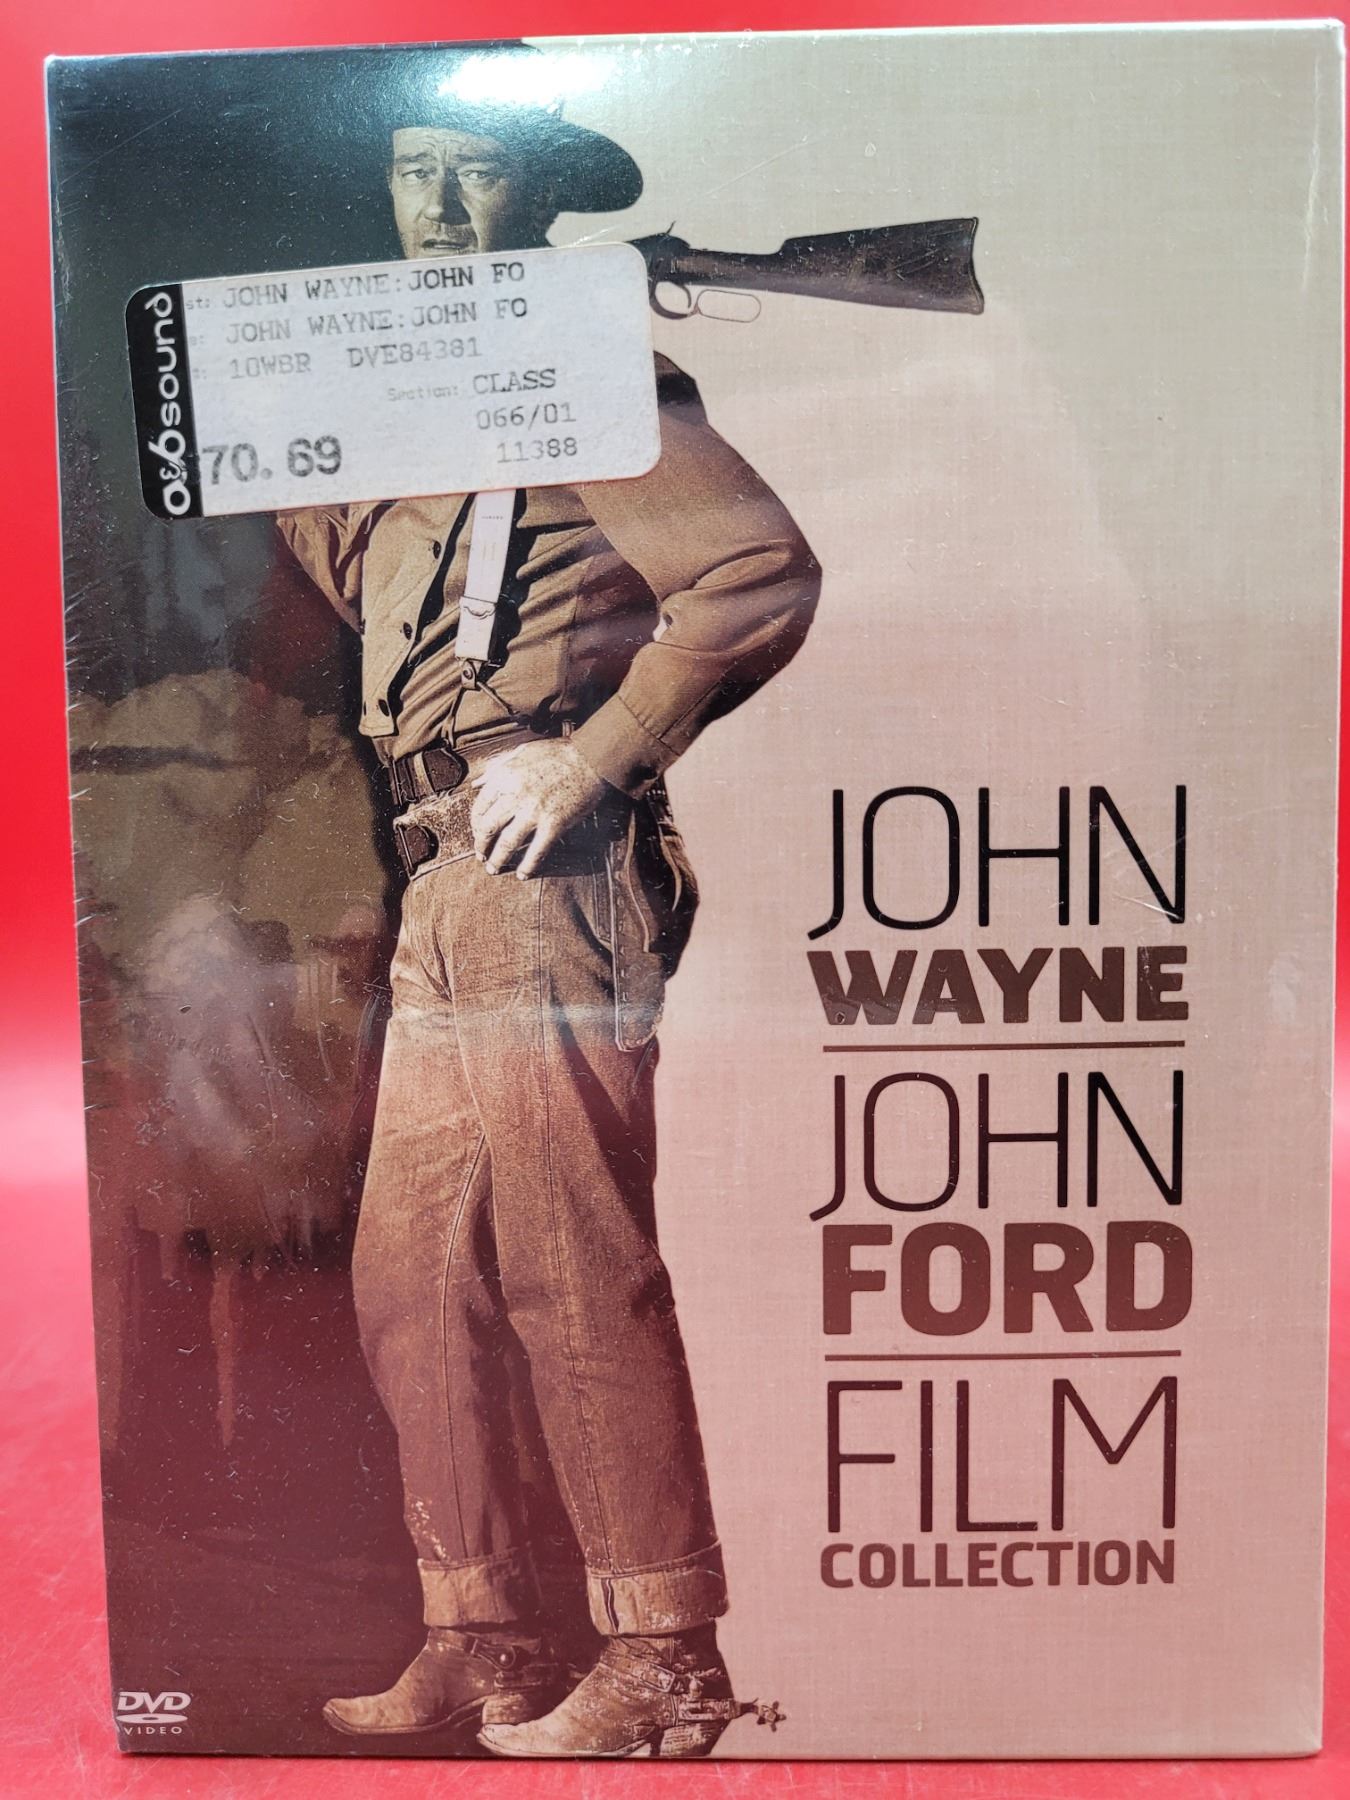 st: JOHN WAYNE:JOHN FO
JOHN WAYNE:JOHN FO
10WBR DVE84381
Section: CLASS
066/01
70.69
11388
j&r sound
JOHN
WAYNE
JOHN
FORD
FILM
COLLECTION
DVD
VIDEO